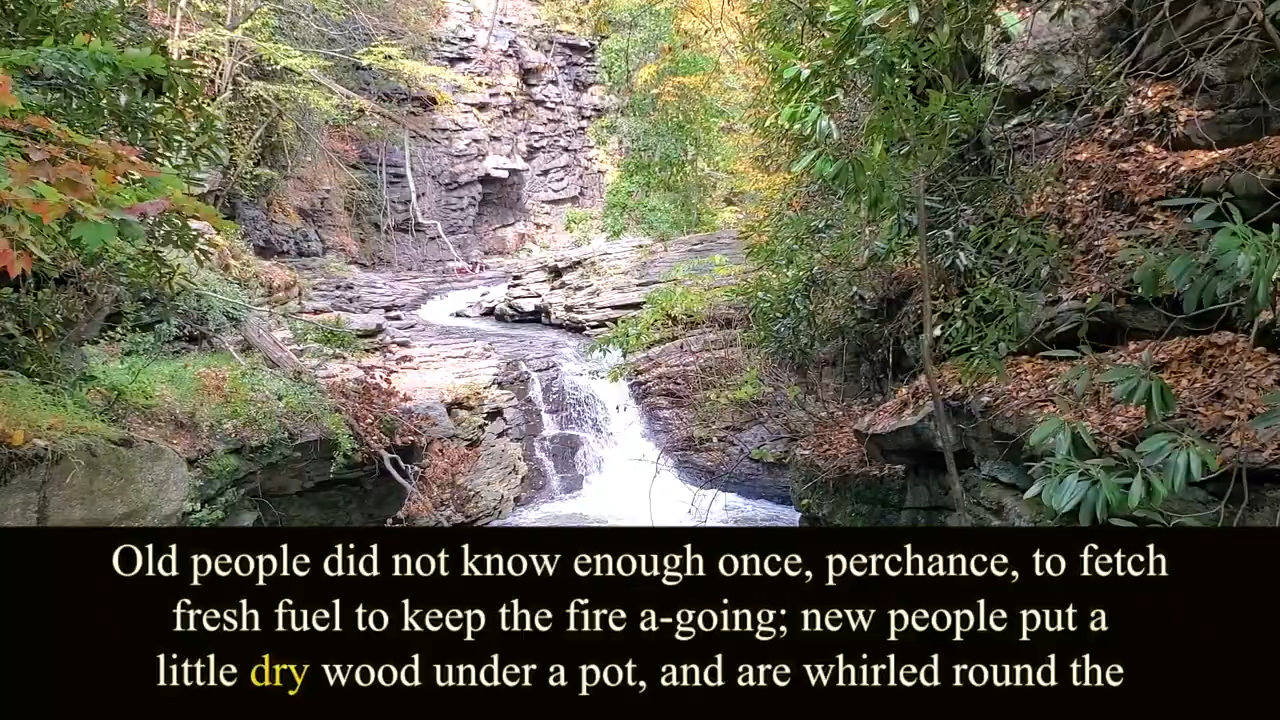 Old people did not know enough once, perchance, to fetch
fresh fuel to keep the fire a-going; new people put a
little dry wood under a pot, and are whirled round the